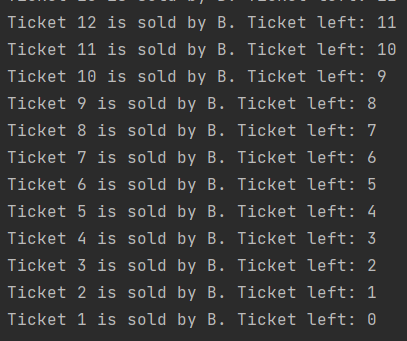 Ticket 12 is sold by B. Ticket left: 11
Ticket 11 is sold by B. Ticket left: 10
Ticket 10 is sold by B. Ticket left: 9
Ticket 9 is sold by B. Ticket left: 8
Ticket 8 is sold by B. Ticket left: 7
Ticket 7 is sold by B. Ticket left: 6
Ticket 6 is sold by B. Ticket left: 5
Ticket 5 is sold by B. Ticket left: 4
Ticket 4 is sold by B. Ticket left: 3
Ticket 3 is sold by B. Ticket left: 2
Ticket 2 is sold by B. Ticket left: 1
Ticket 1 is sold by B. Ticket left: 0